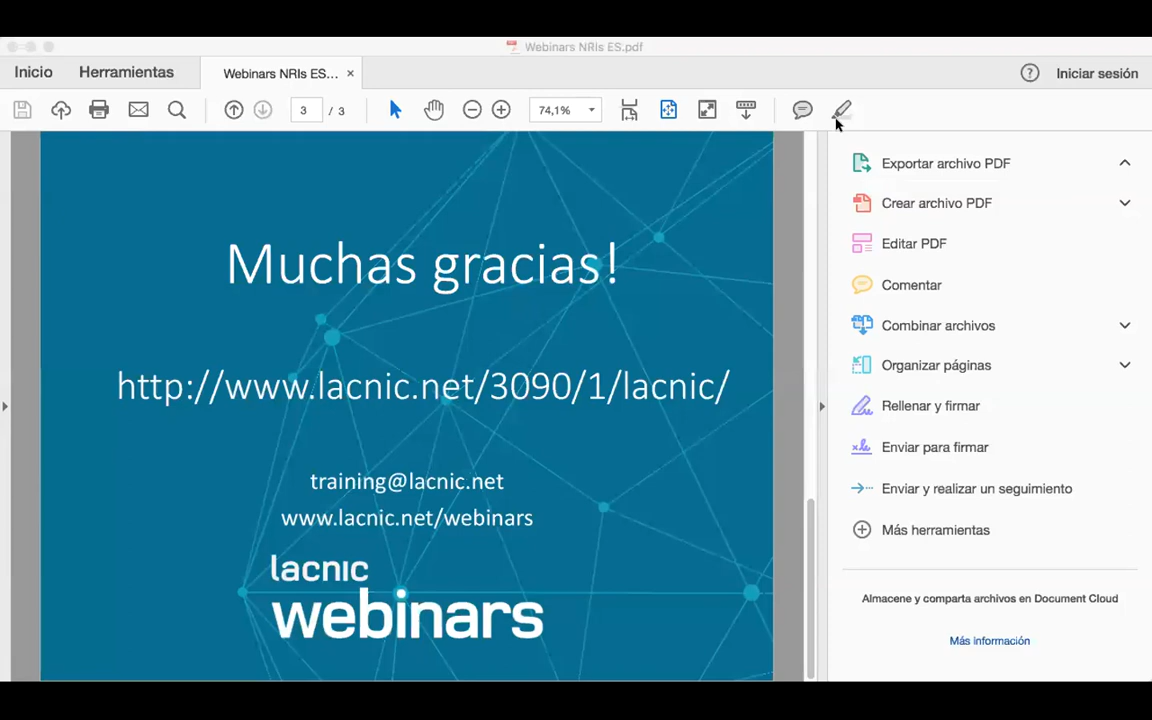 Webinars NRIs ES.pdf
Inicio Herramientas Webinars NRIs ES... × ? Iniciar sesión
3 / 3 74,1%
Muchas gracias!
http://www.lacnic.net/3090/1/lacnic/
training@lacnic.net
www.lacnic.net/webinars
lacnic
webinars
Exportar archivo PDF
Crear archivo PDF
Editar PDF
Comentar
Combinar archivos
Organizar páginas
Rellenar y firmar
Enviar para firmar
Enviar y realizar un seguimiento
Más herramientas
Almacene y comparta archivos en Document Cloud
Más información